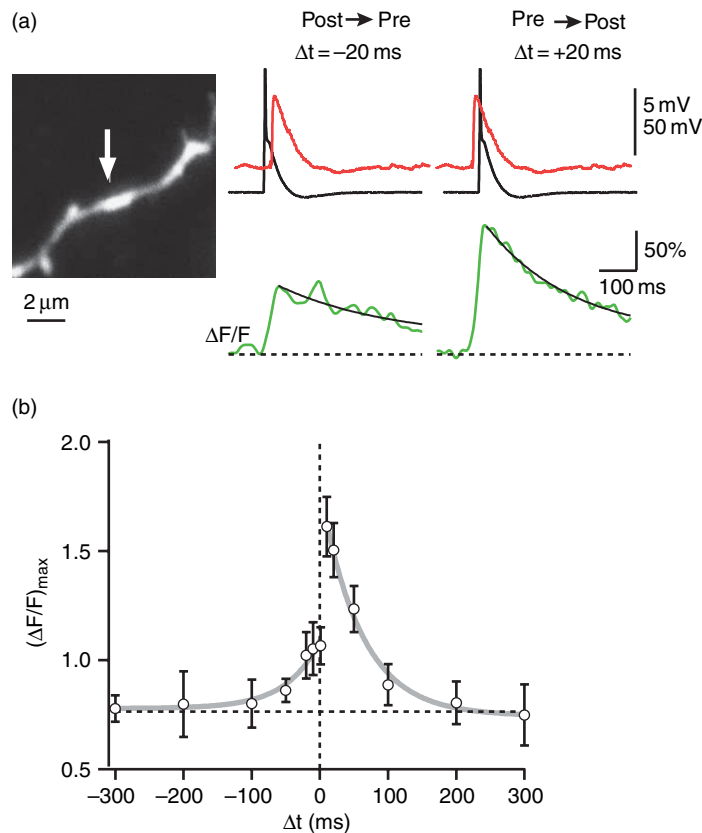 (a)
Post → Pre
Δt = −20 ms
Pre → Post
Δt = +20 ms
5 mV
50 mV
2 μm
50%
100 ms
ΔF/F
(b)
2.0
1.5
1.0
0.5
(ΔF/F)max
−300 −200 −100 0 100 200 300
Δt (ms)